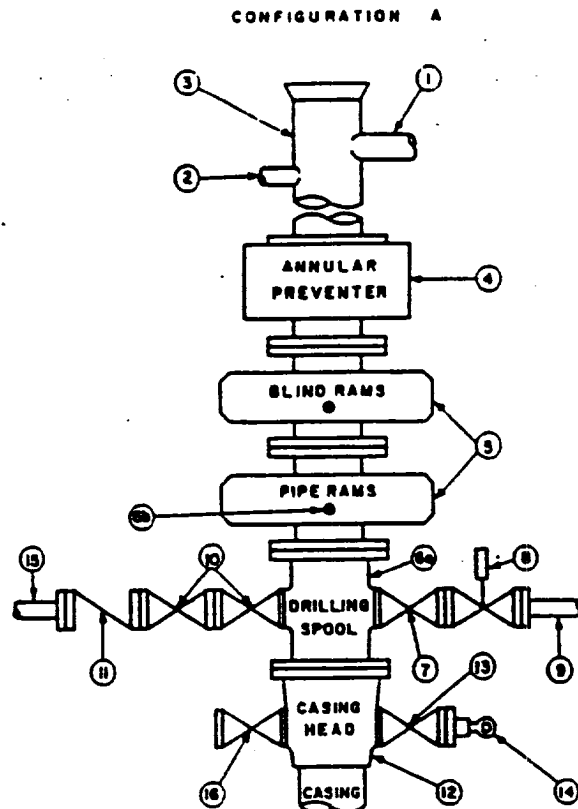 CONFIGURATION A
3
1
2
ANNULAR
PREVENTER
4
BLIND RAMS
5
PIPE RAMS
6b
6a
15
10
8
DRILLING
SPOOL
11
7
9
13
CASING
HEAD
16
12
14
CASING